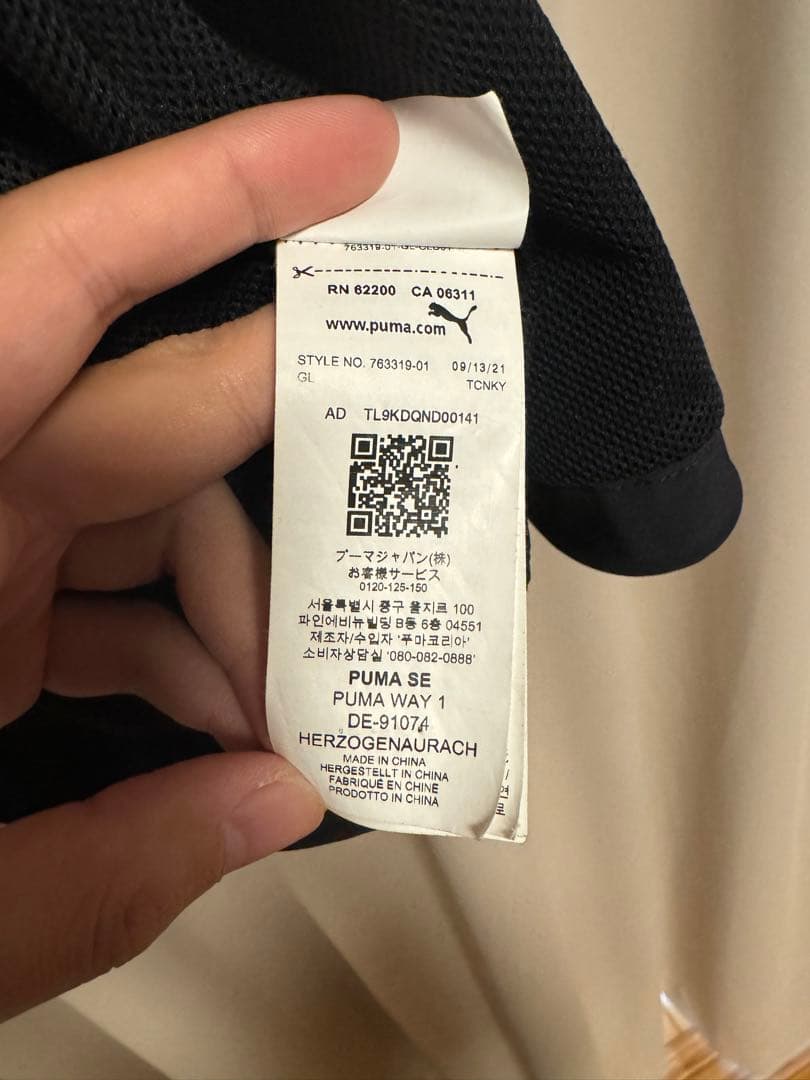 RN 62200 CA 06311
www.puma.com
STYLE NO. 763319-01 09/13/21
GL TCNKY
AD TL9KDQND00141
プーマジャパン(株)
お客様サービス
0120-125-150
서울특별시 중구 을지로 100
파인에비뉴빌딩 B동 6층 04551
제조자/수입자 '푸마코리아'
소비자상담실 '080-082-0888'
PUMA SE
PUMA WAY 1
DE-91074
HERZOGENAURACH
MADE IN CHINA
HERGESTELLT IN CHINA
FABRIQUÉ EN CHINE
PRODOTTO IN CHINA